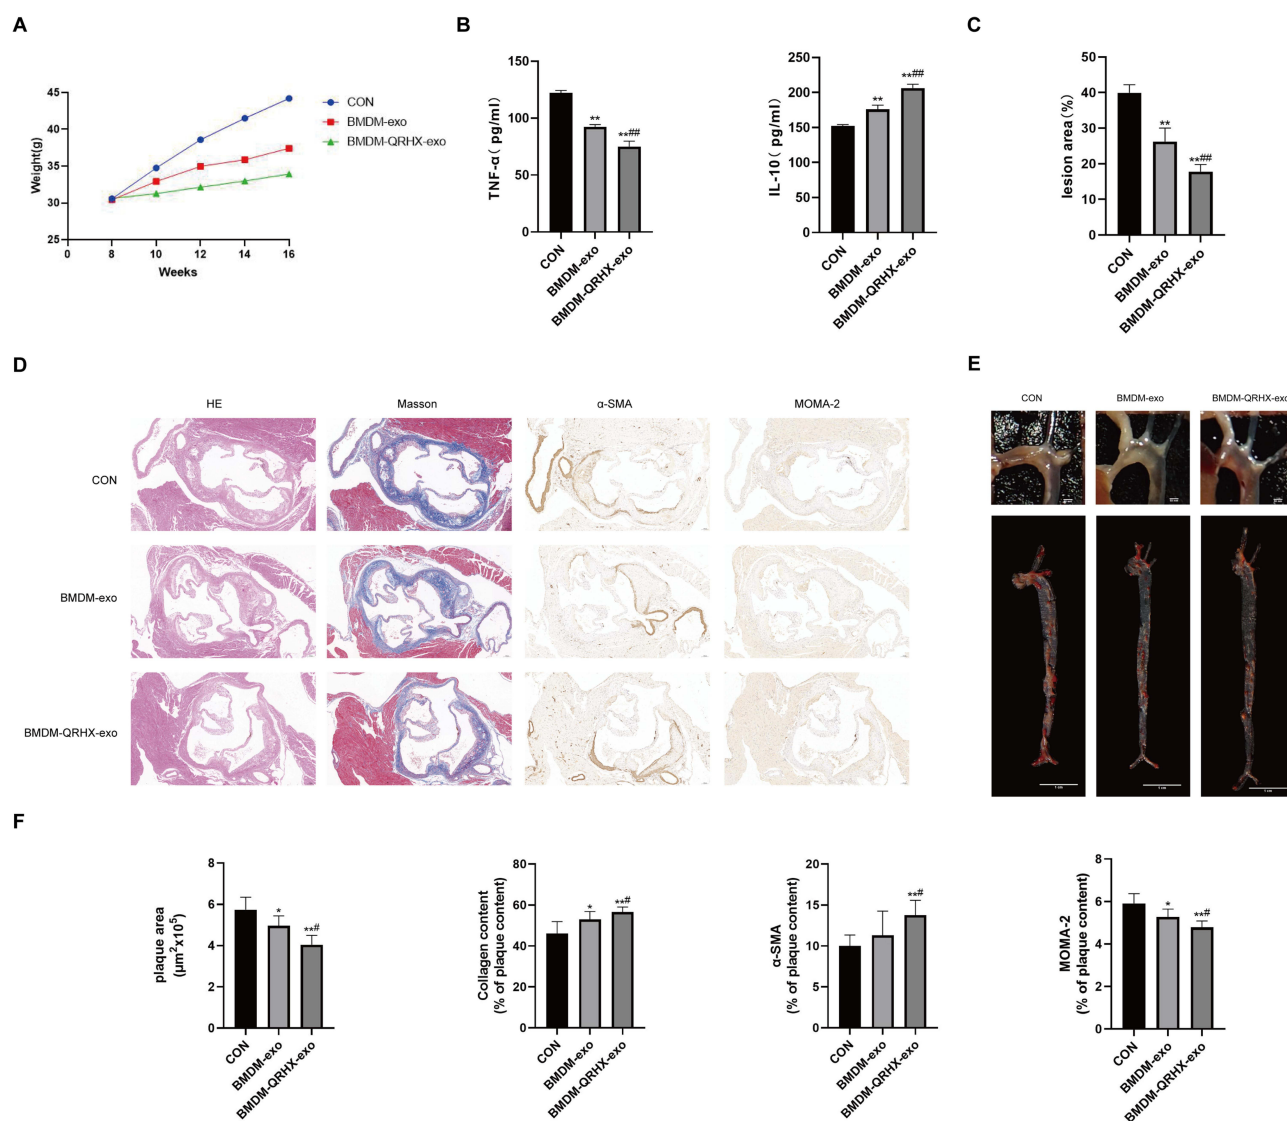 A
45
40
35
30
25
Weight(g)
0
8
10
12
14
16
Weeks
CON
BMDM-exo
BMDM-QRHX-exo
B
150
100
50
0
TNF-α( pg/ml)
**
**##
CON
BMDM-exo
BMDM-QRHX-exo
250
200
150
100
50
0
IL-10( pg/ml)
**
**##
CON
BMDM-exo
BMDM-QRHX-exo
C
50
40
30
20
10
0
lesion area(%)
**
**##
CON
BMDM-exo
BMDM-QRHX-exo
D
HE
Masson
α-SMA
MOMA-2
CON
BMDM-exo
BMDM-QRHX-exo
E
CON
BMDM-exo
BMDM-QRHX-exo
1 cm
1 cm
1 cm
F
8
6
4
2
0
plaque area
(μm²x10⁵)
*
**#
CON
BMDM-exo
BMDM-QRHX-exo
80
60
40
20
0
Collagen content
(% of plaque content)
*
**#
CON
BMDM-exo
BMDM-QRHX-exo
20
15
10
5
0
α-SMA
(% of plaque content)
**#
CON
BMDM-exo
BMDM-QRHX-exo
8
6
4
2
0
MOMA-2
(% of plaque content)
*
**#
CON
BMDM-exo
BMDM-QRHX-exo